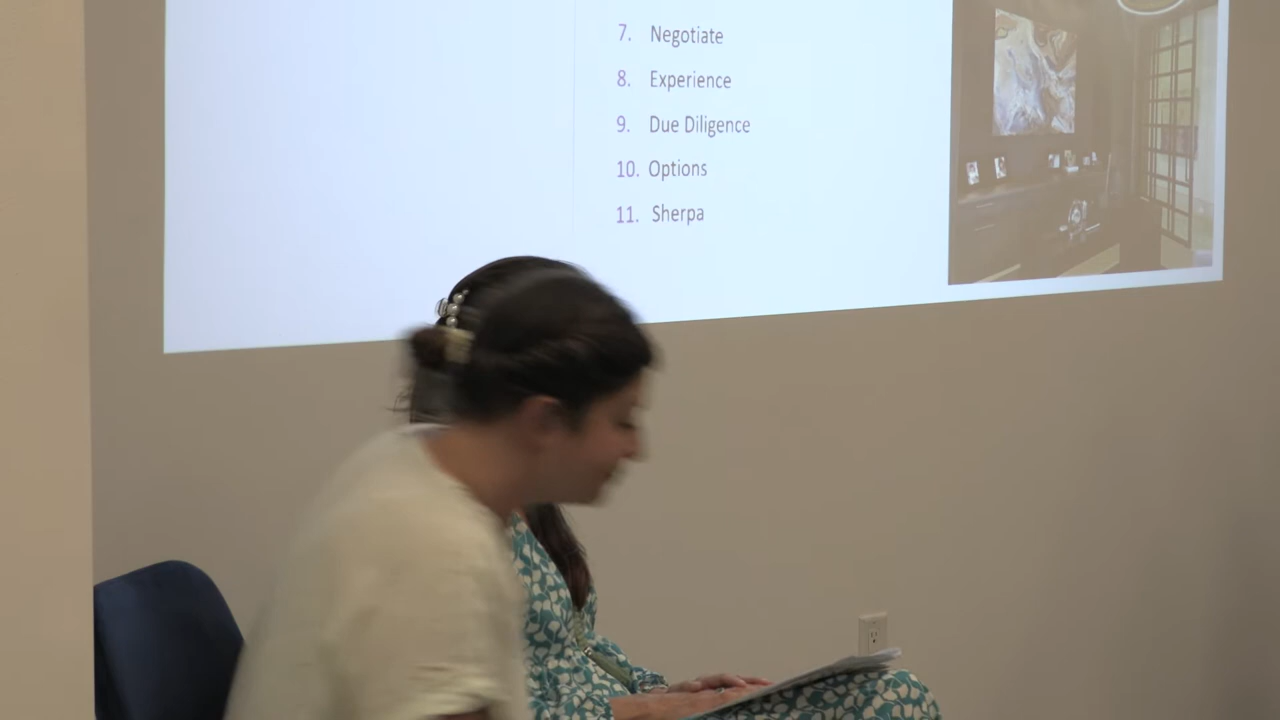 7. Negotiate
8. Experience
9. Due Diligence
10. Options
11. Sherpa